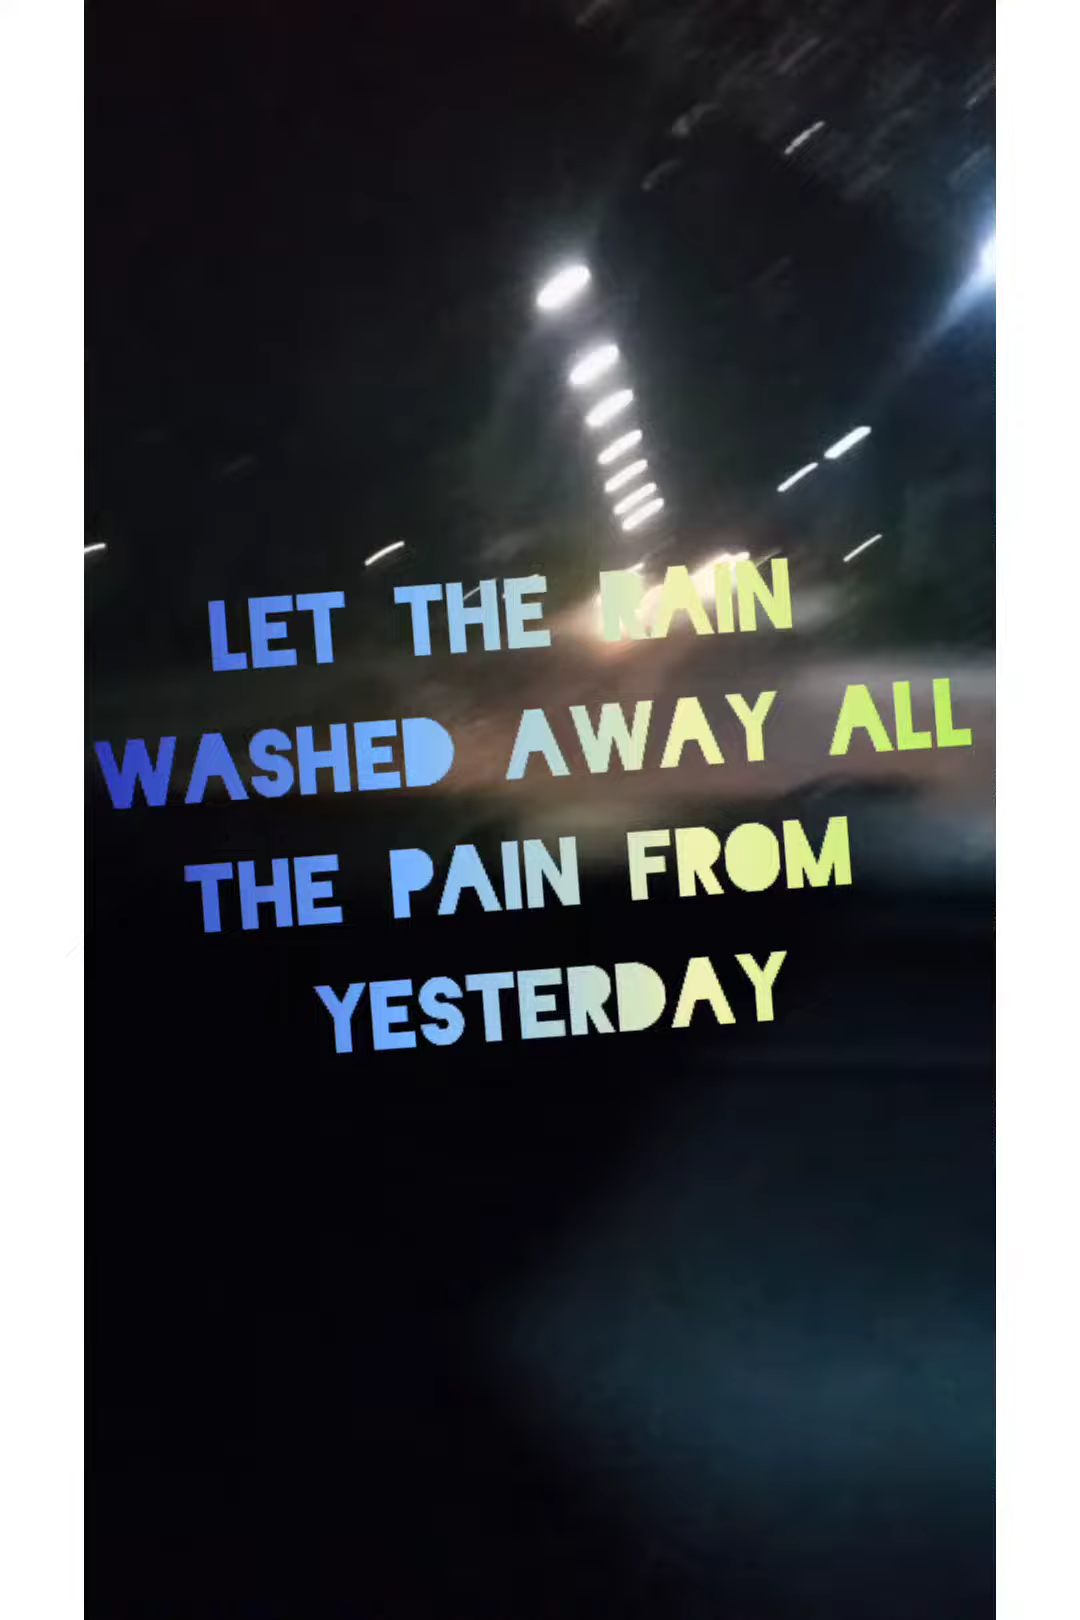 LET THE RAIN
WASHED AWAY ALL
THE PAIN FROM
YESTERDAY